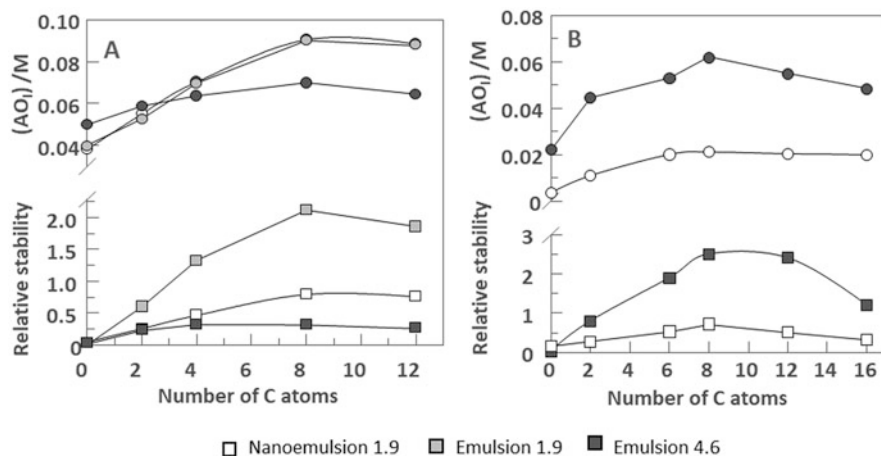 A
(AO_I) /M
0.10
0.08
0.06
0.04
Relative stability
2.0
1.5
1.0
0.5
0
0 2 4 6 8 10 12
Number of C atoms
B
(AO_I) /M
0.08
0.06
0.04
0.02
0
Relative stability
3
2
1
0
0 2 4 6 8 10 12 14 16
Number of C atoms
Nanoemulsion 1.9 Emulsion 1.9 Emulsion 4.6